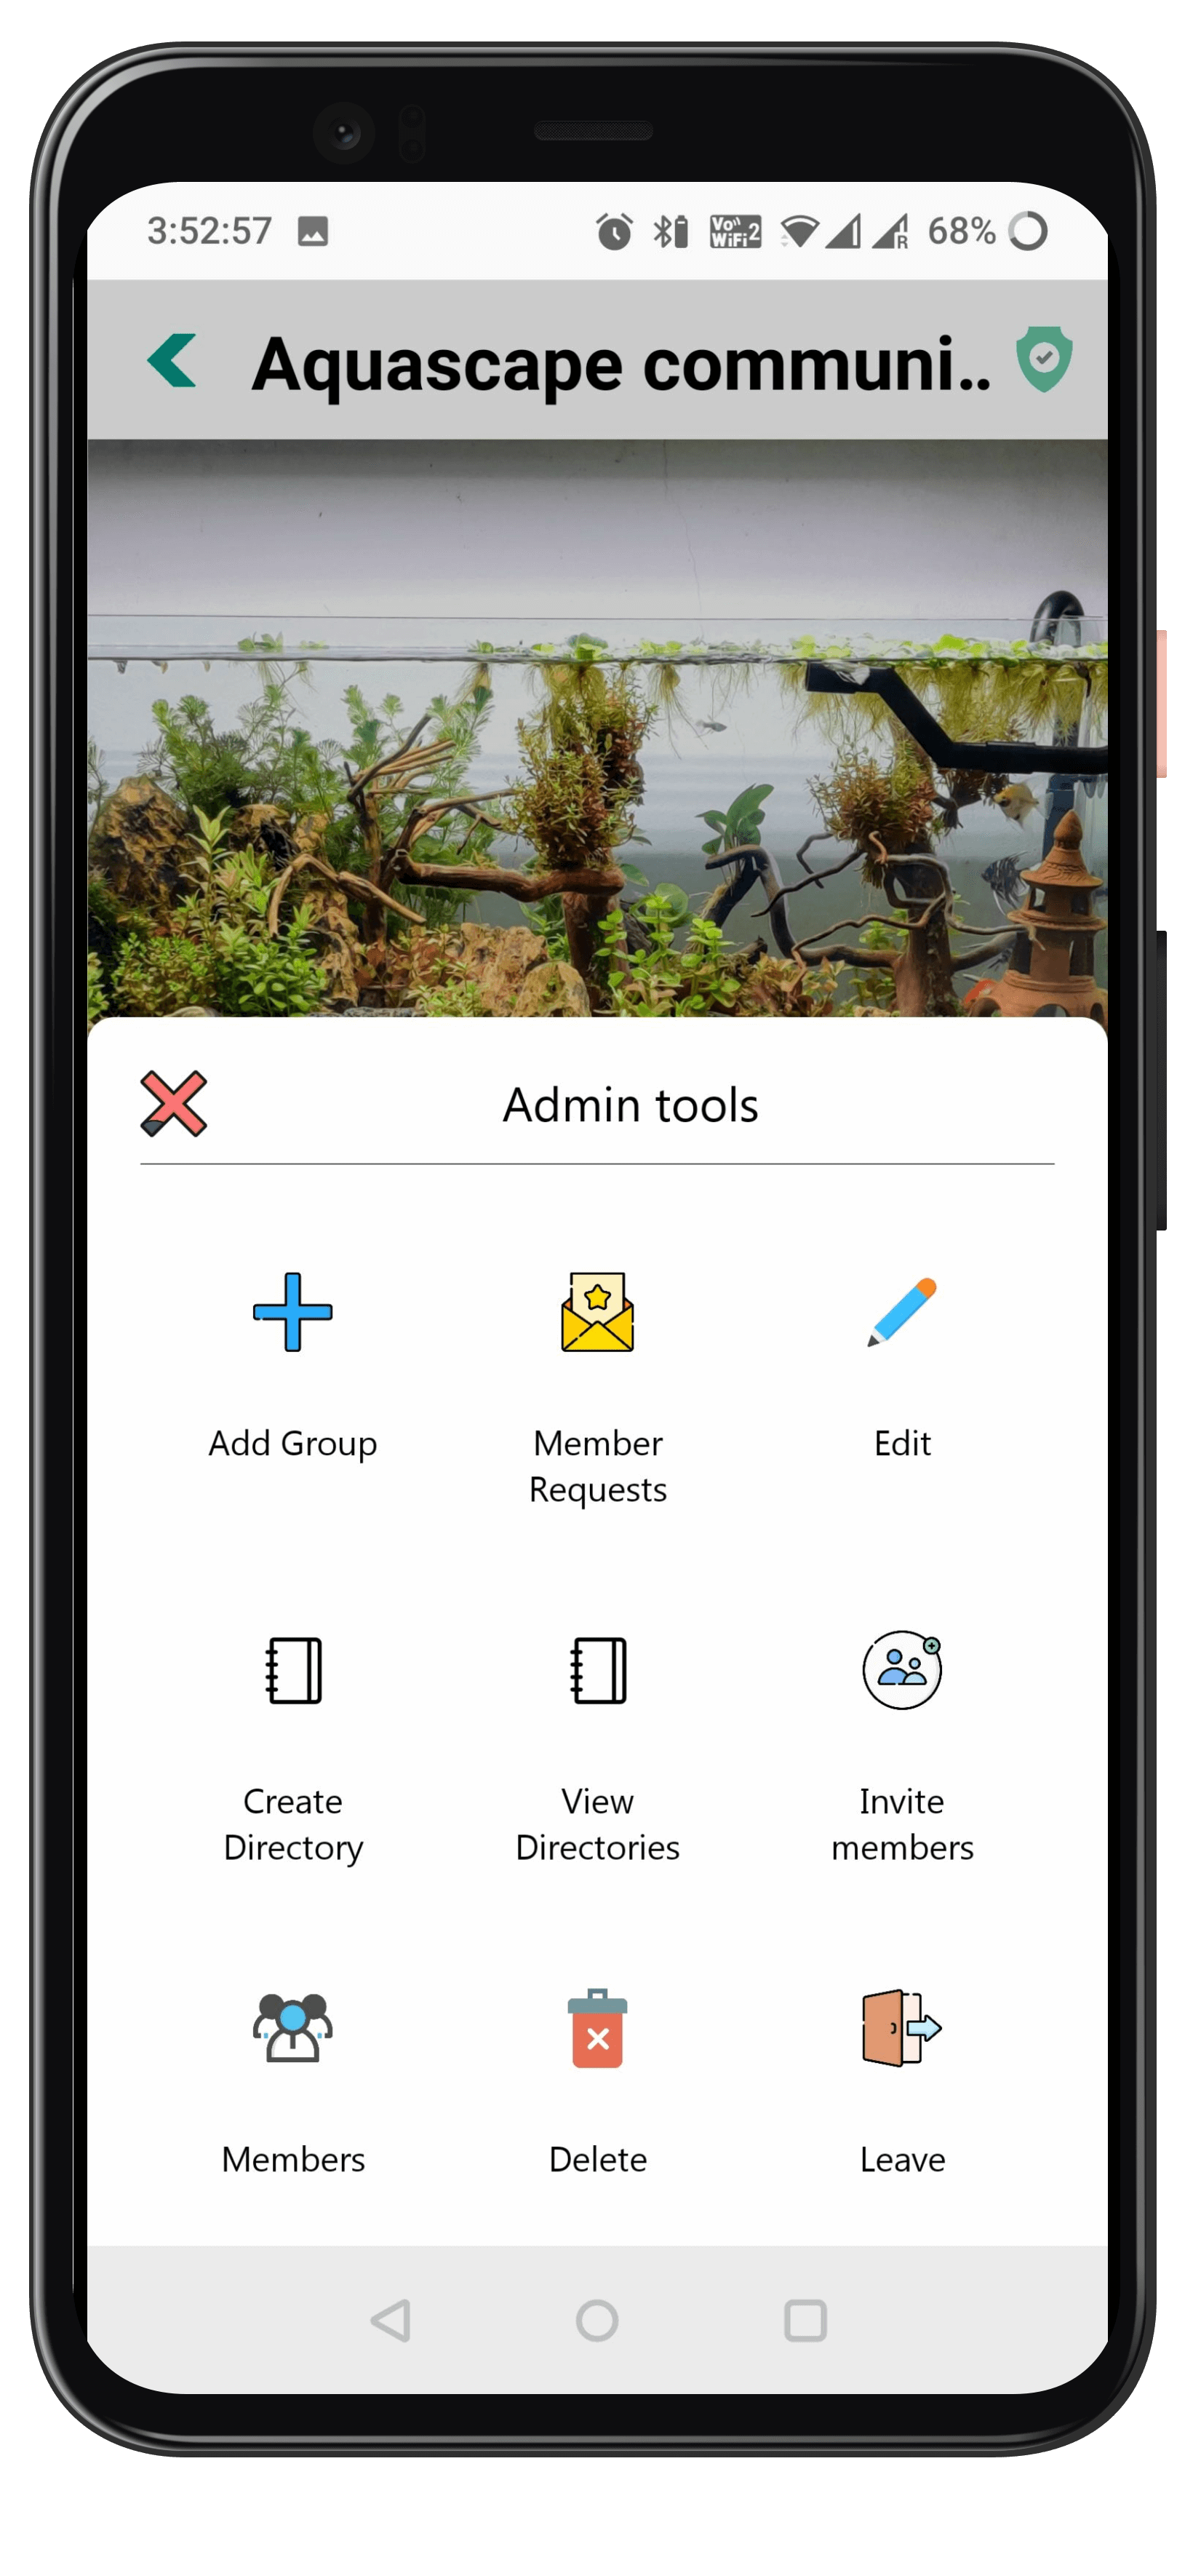 3:52:57 Vo)) WiFi 2 R 68%
Aquascape communi..
Admin tools
Add Group
Member
Requests
Edit
Create
Directory
View
Directories
Invite
members
Members
Delete
Leave